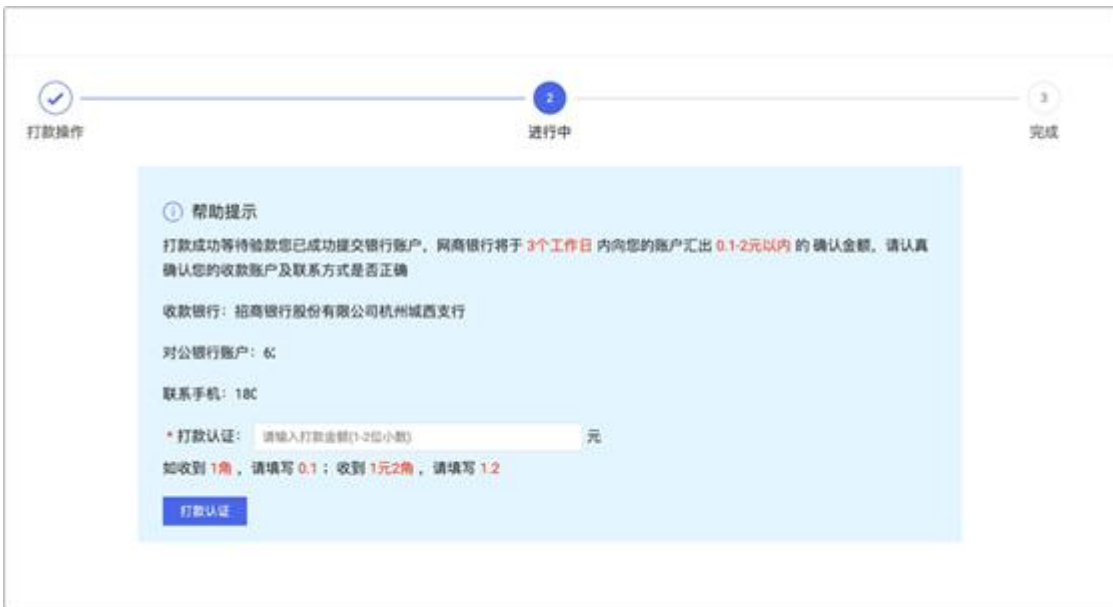 2
3
打款操作
进行中
完成
帮助提示
打款成功等待验款您已成功提交银行账户，网商银行将于 3个工作日 内向您的账户汇出 0.1-2元以内 的 确认金额，请认真
确认您的收款账户及联系方式是否正确
收款银行：招商银行股份有限公司杭州城西支行
对公银行账户：6
联系手机：180
* 打款认证： 请输入打款金额(1-2位小数) 元
如收到 1角 ，请填写 0.1 ；收到 1元2角 ，请填写 1.2
打款认证